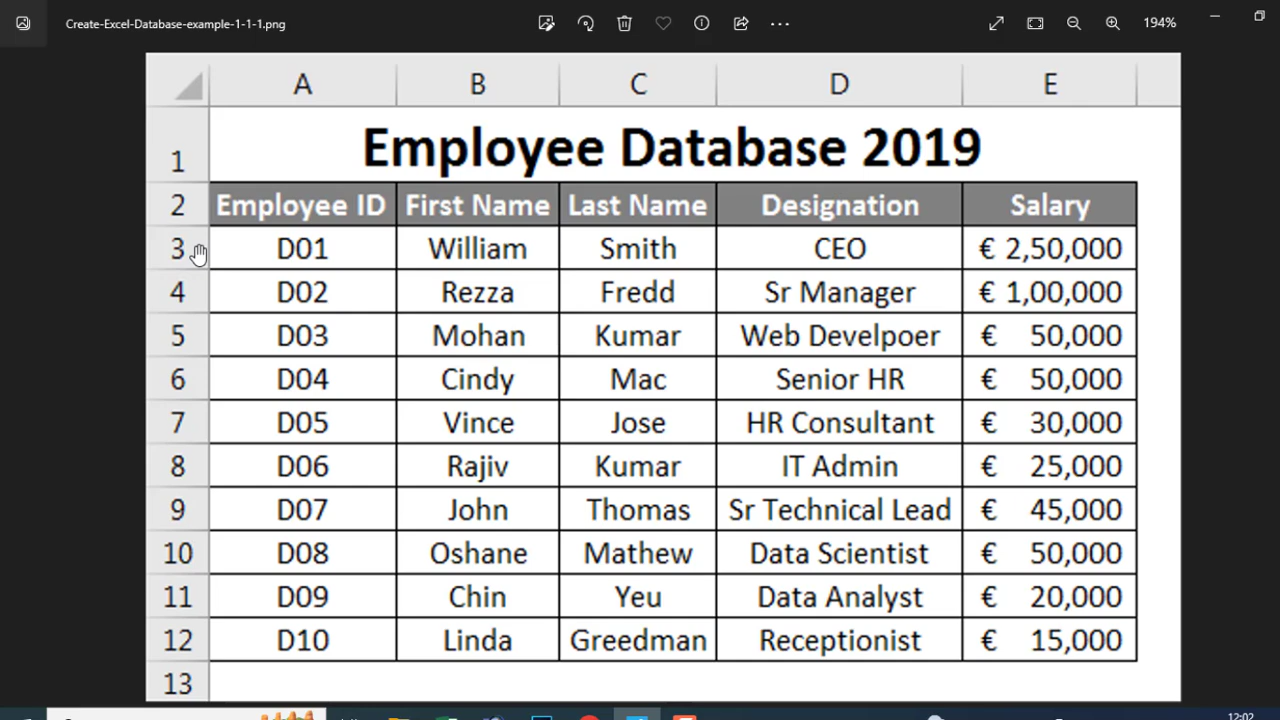 Create-Excel-Database-example-1-1-1.png 194%
A B C D E
1 Employee Database 2019
2 Employee ID First Name Last Name Designation Salary
3 D01 William Smith CEO € 2,50,000
4 D02 Rezza Fredd Sr Manager € 1,00,000
5 D03 Mohan Kumar Web Develpoer € 50,000
6 D04 Cindy Mac Senior HR € 50,000
7 D05 Vince Jose HR Consultant € 30,000
8 D06 Rajiv Kumar IT Admin € 25,000
9 D07 John Thomas Sr Technical Lead € 45,000
10 D08 Oshane Mathew Data Scientist € 50,000
11 D09 Chin Yeu Data Analyst € 20,000
12 D10 Linda Greedman Receptionist € 15,000
13
12:02